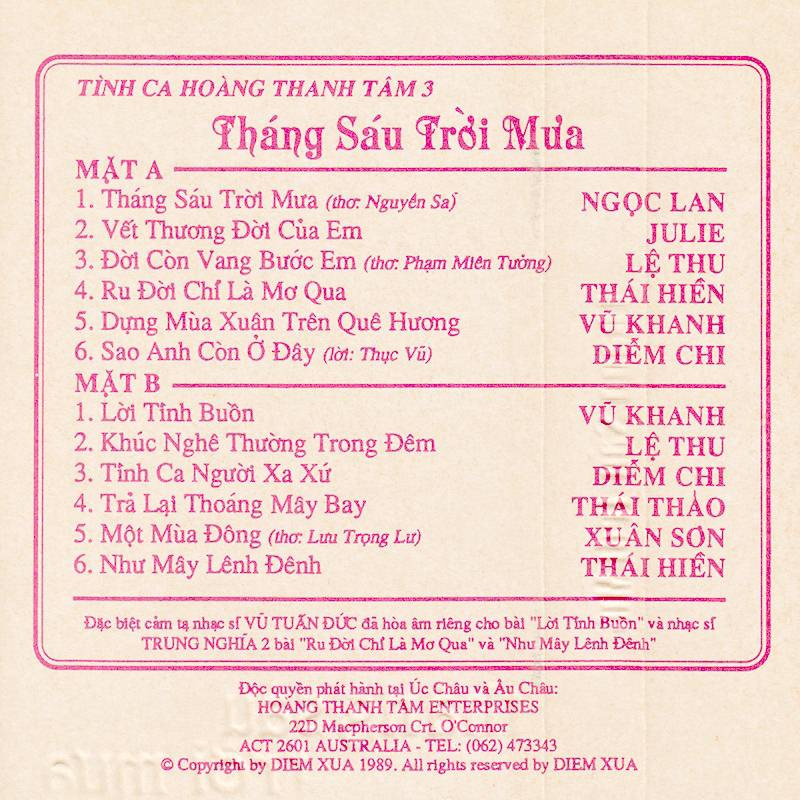 TÌNH CA HOÀNG THANH TÂM 3
Tháng Sáu Trời Mưa
MẶT A
1. Tháng Sáu Trời Mưa (thơ: Nguyên Sa) NGỌC LAN
2. Vết Thương Đời Của Em JULIE
3. Đời Còn Vang Bước Em (thơ: Phạm Miên Tưởng) LỆ THU
4. Ru Đời Chỉ Là Mơ Qua THÁI HIỀN
5. Dựng Mùa Xuân Trên Quê Hương VŨ KHANH
6. Sao Anh Còn Ở Đây (lời: Thục Vũ) DIỄM CHI
MẶT B
1. Lời Tình Buồn VŨ KHANH
2. Khúc Nghê Thường Trong Đêm LỆ THU
3. Tình Ca Người Xa Xứ DIỄM CHI
4. Trả Lại Thoáng Mây Bay THÁI THẢO
5. Một Mùa Đông (thơ: Lưu Trọng Lư) XUÂN SƠN
6. Như Mây Lênh Đênh THÁI HIỀN
Đặc biệt cảm tạ nhạc sĩ VŨ TUẤN ĐỨC đã hòa âm riêng cho bài "Lời Tình Buồn" và nhạc sĩ
TRUNG NGHĨA 2 bài "Ru Đời Chỉ Là Mơ Qua" và "Như Mây Lênh Đênh"
Độc quyền phát hành tại Úc Châu và Âu Châu:
HOÀNG THANH TÂM ENTERPRISES
22D Macpherson Crt. O'Connor
ACT 2601 AUSTRALIA - TEL: (062) 473343
© Copyright by DIEM XUA 1989. All rights reserved by DIEM XUA